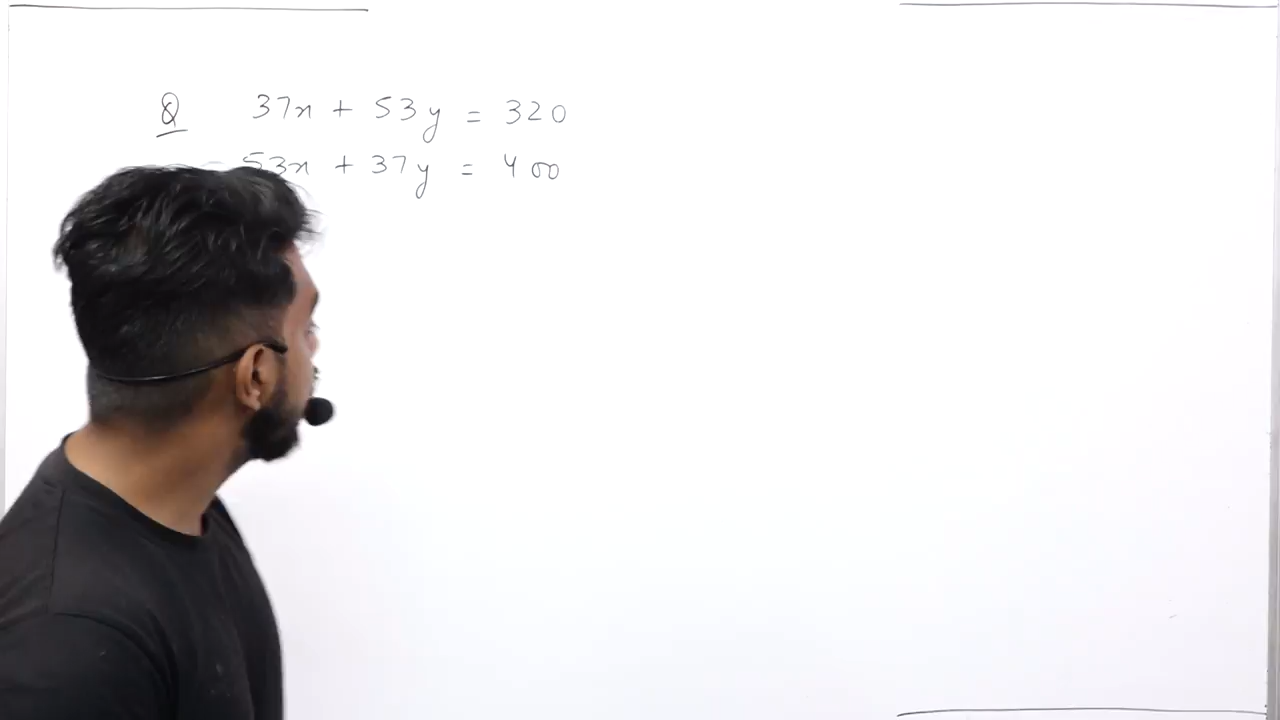 Q 37x + 53y = 320
53x + 37y = 400